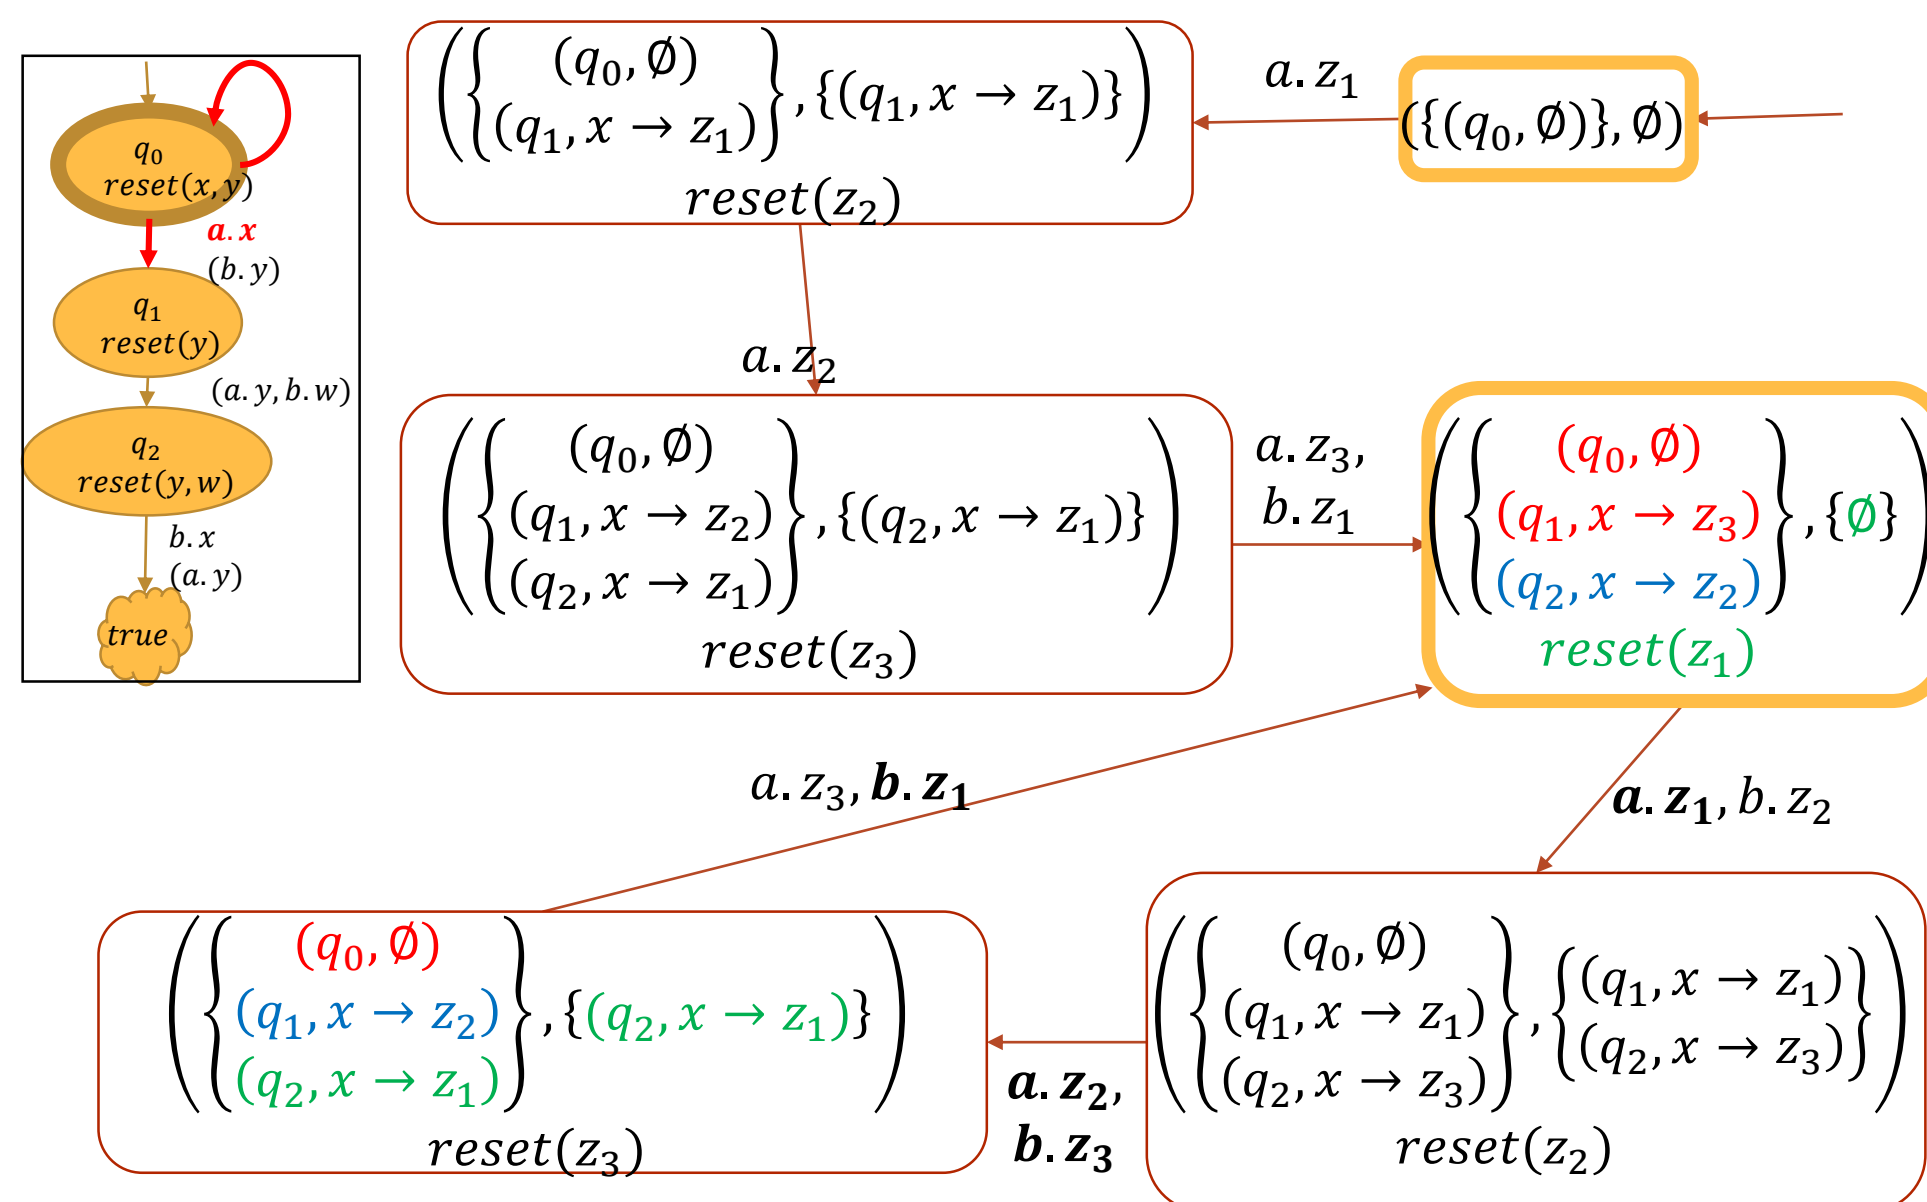 q₀
reset(x, y)
a.x
(b.y)
q₁
reset(y)
(a.y, b.w)
q₂
reset(y, w)
b.x
(a.y)
true
({(q₀, ∅)
(q₁, x → z₁)}, {(q₁, x → z₁)})
reset(z₂)
a.z₁
({(q₀, ∅)}, ∅)
a.z₂
({(q₀, ∅)
(q₁, x → z₂)
(q₂, x → z₁)}, {(q₂, x → z₁)})
reset(z₃)
a.z₃,
b.z₁
({(q₀, ∅)
(q₁, x → z₃)
(q₂, x → z₂)}, {∅})
reset(z₁)
a.z₃, b.z₁
a.z₁, b.z₂
({(q₀, ∅)
(q₁, x → z₂)
(q₂, x → z₁)}, {(q₂, x → z₁)})
reset(z₃)
a.z₂,
b.z₃
({(q₀, ∅)
(q₁, x → z₁)
(q₂, x → z₃)}, {(q₁, x → z₁)
(q₂, x → z₃)})
reset(z₂)